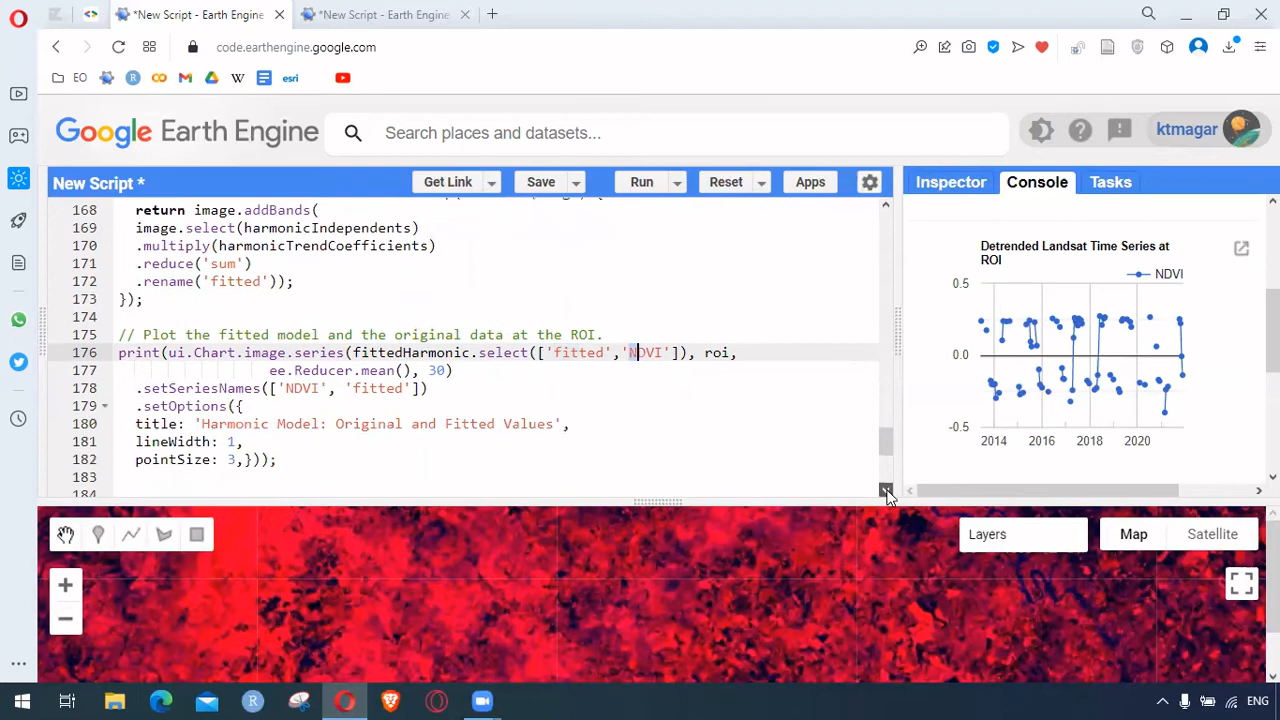 *New Script - Earth Engine
*New Script - Earth Engine
code.earthengine.google.com
EO
esri
Google Earth Engine
Search places and datasets...
ktmagar
New Script *
Get Link
Save
Run
Reset
Apps
Inspector
Console
Tasks
168 return image.addBands(
169 image.select(harmonicIndependents)
170 .multiply(harmonicTrendCoefficients)
171 .reduce('sum')
172 .rename('fitted'));
173 });
174
175 // Plot the fitted model and the original data at the ROI.
176 print(ui.Chart.image.series(fittedHarmonic.select(['fitted','NDVI']), roi,
177 ee.Reducer.mean(), 30)
178 .setSeriesNames(['NDVI', 'fitted'])
179 .setOptions({
180 title: 'Harmonic Model: Original and Fitted Values',
181 lineWidth: 1,
182 pointSize: 3,}));
183
184
Detrended Landsat Time Series at
ROI
NDVI
0.5
0.0
-0.5
2014 2016 2018 2020
Layers
Map
Satellite
ENG